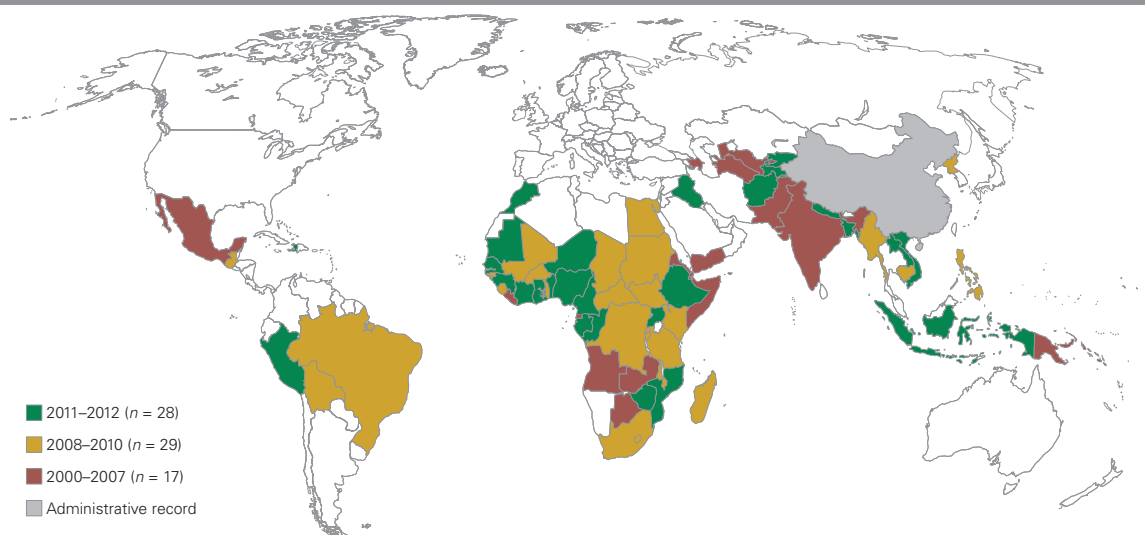 2011–2012 (n = 28)
2008–2010 (n = 29)
2000–2007 (n = 17)
Administrative record